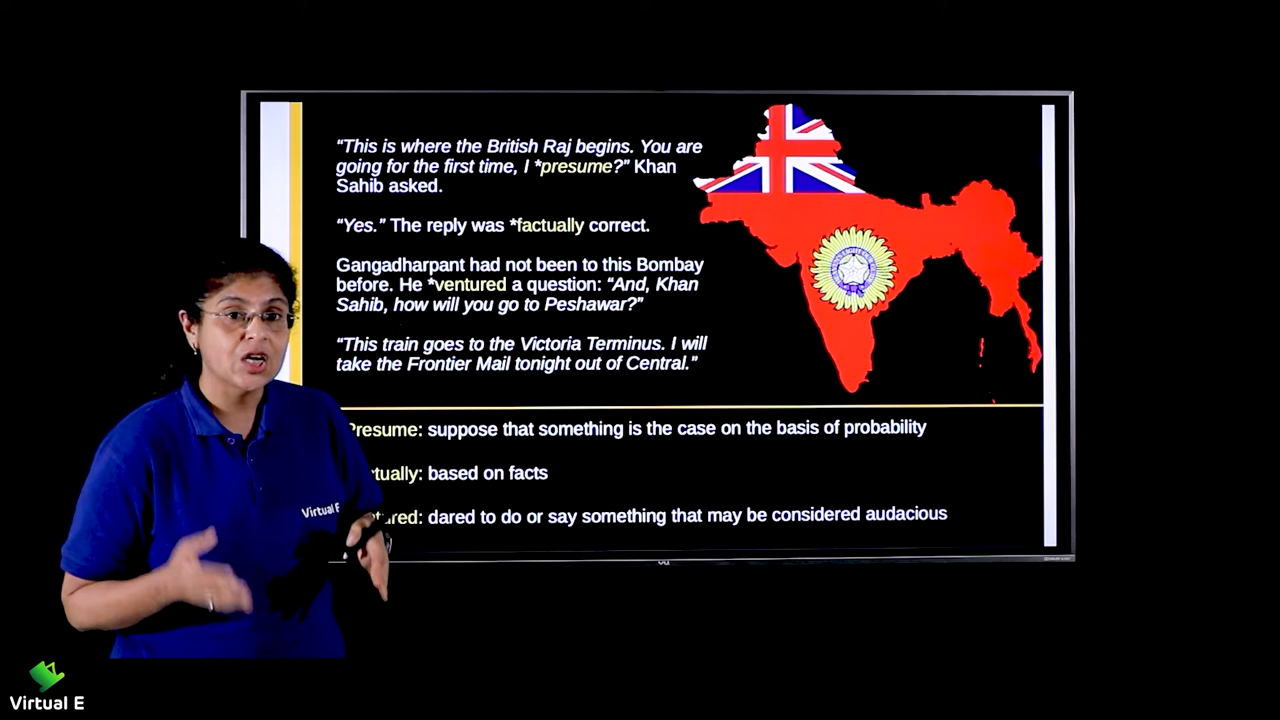 “This is where the British Raj begins. You are
going for the first time, I *presume?” Khan
Sahib asked.
“Yes.” The reply was *factually correct.
Gangadharpant had not been to this Bombay
before. He *ventured a question: “And, Khan
Sahib, how will you go to Peshawar?”
“This train goes to the Victoria Terminus. I will
take the Frontier Mail tonight out of Central.”
Presume: suppose that something is the case on the basis of probability
tually: based on facts
tured: dared to do or say something that may be considered audacious
Virtual E
Virtual E